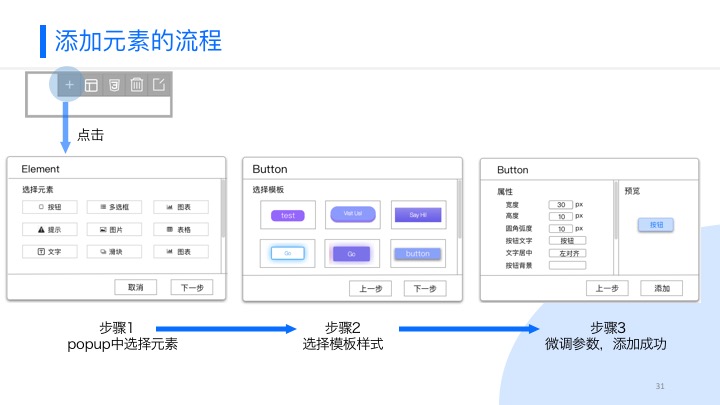 添加元素的流程
点击
Element
选择元素
按钮 多选框 图表
提示 图片 表格
文字 滑块 图表
取消 下一步
Button
选择模板
test Visit List Say Hi!
Go Go button
上一步 下一步
Button
属性
宽度 30 px
高度 10 px
圆角弧度 10 px
按钮文字 按钮
文字居中 左对齐
按钮背景
预览
按钮
上一步 添加
步骤1
popup中选择元素
步骤2
选择模板样式
步骤3
微调参数，添加成功
31